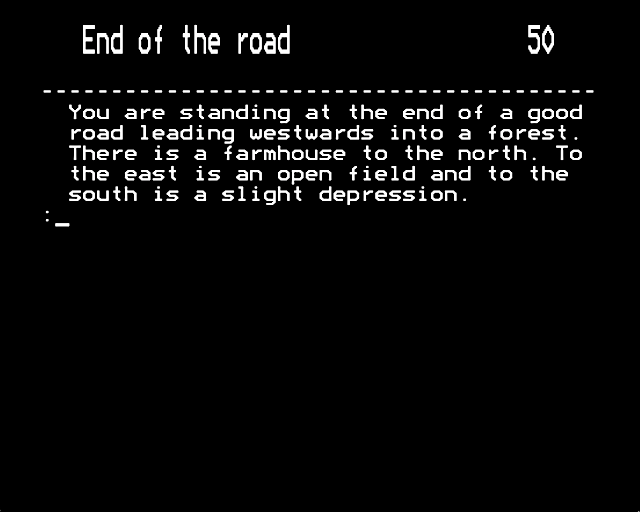 End of the road 50
-----------------------------------------
You are standing at the end of a good
road leading westwards into a forest.
There is a farmhouse to the north. To
the east is an open field and to the
south is a slight depression.
:_